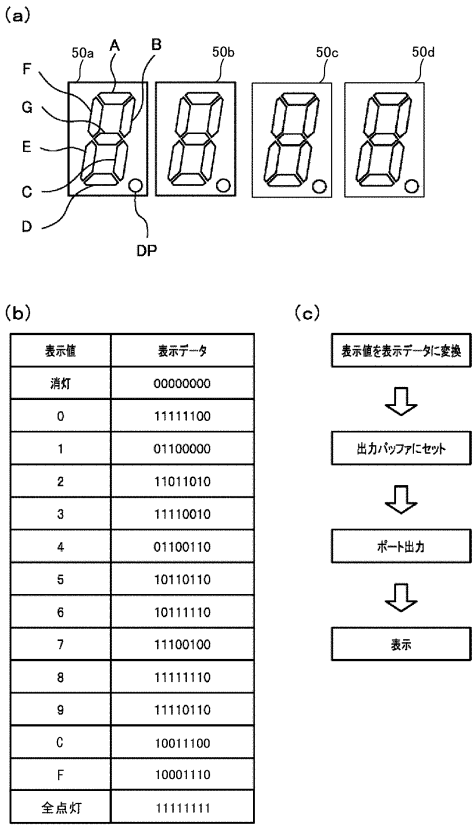 (a)
50a 50b 50c 50d
A B
F
G
E
C
D
DP
(b)
表示値 表示データ
消灯 00000000
0 11111100
1 01100000
2 11011010
3 11110010
4 01100110
5 10110110
6 10111110
7 11100100
8 11111110
9 11110110
C 10011100
F 10001110
全点灯 11111111
(c)
表示値を表示データに変換
出力バッファにセット
ポート出力
表示